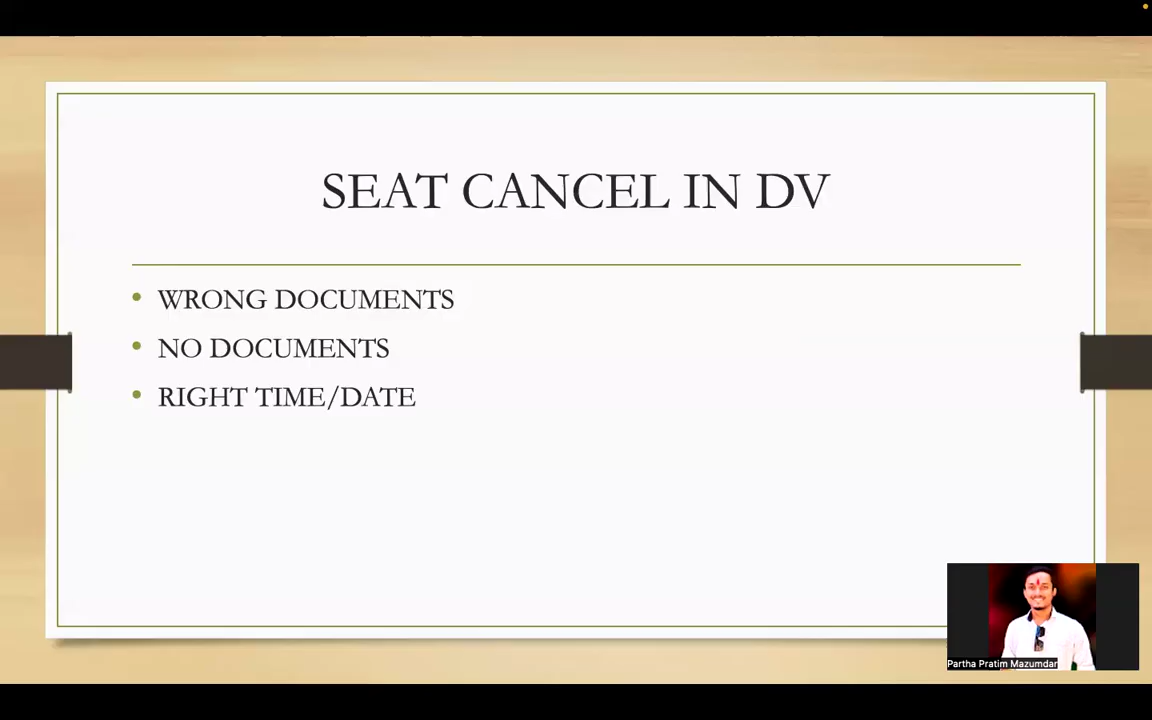 SEAT CANCEL IN DV
WRONG DOCUMENTS
NO DOCUMENTS
RIGHT TIME/DATE
Partha Pratim Mazumdar